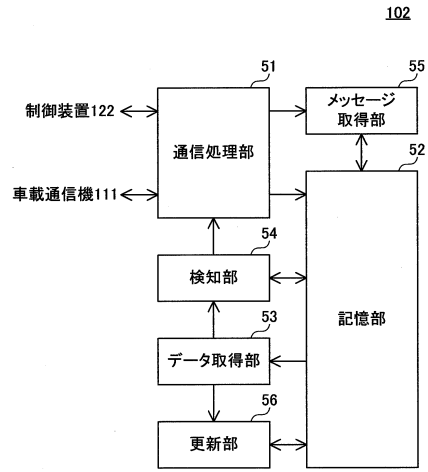 102
51
55
制御装置122
通信処理部
メッセージ
取得部
52
車載通信機111
54
検知部
記憶部
53
データ取得部
56
更新部